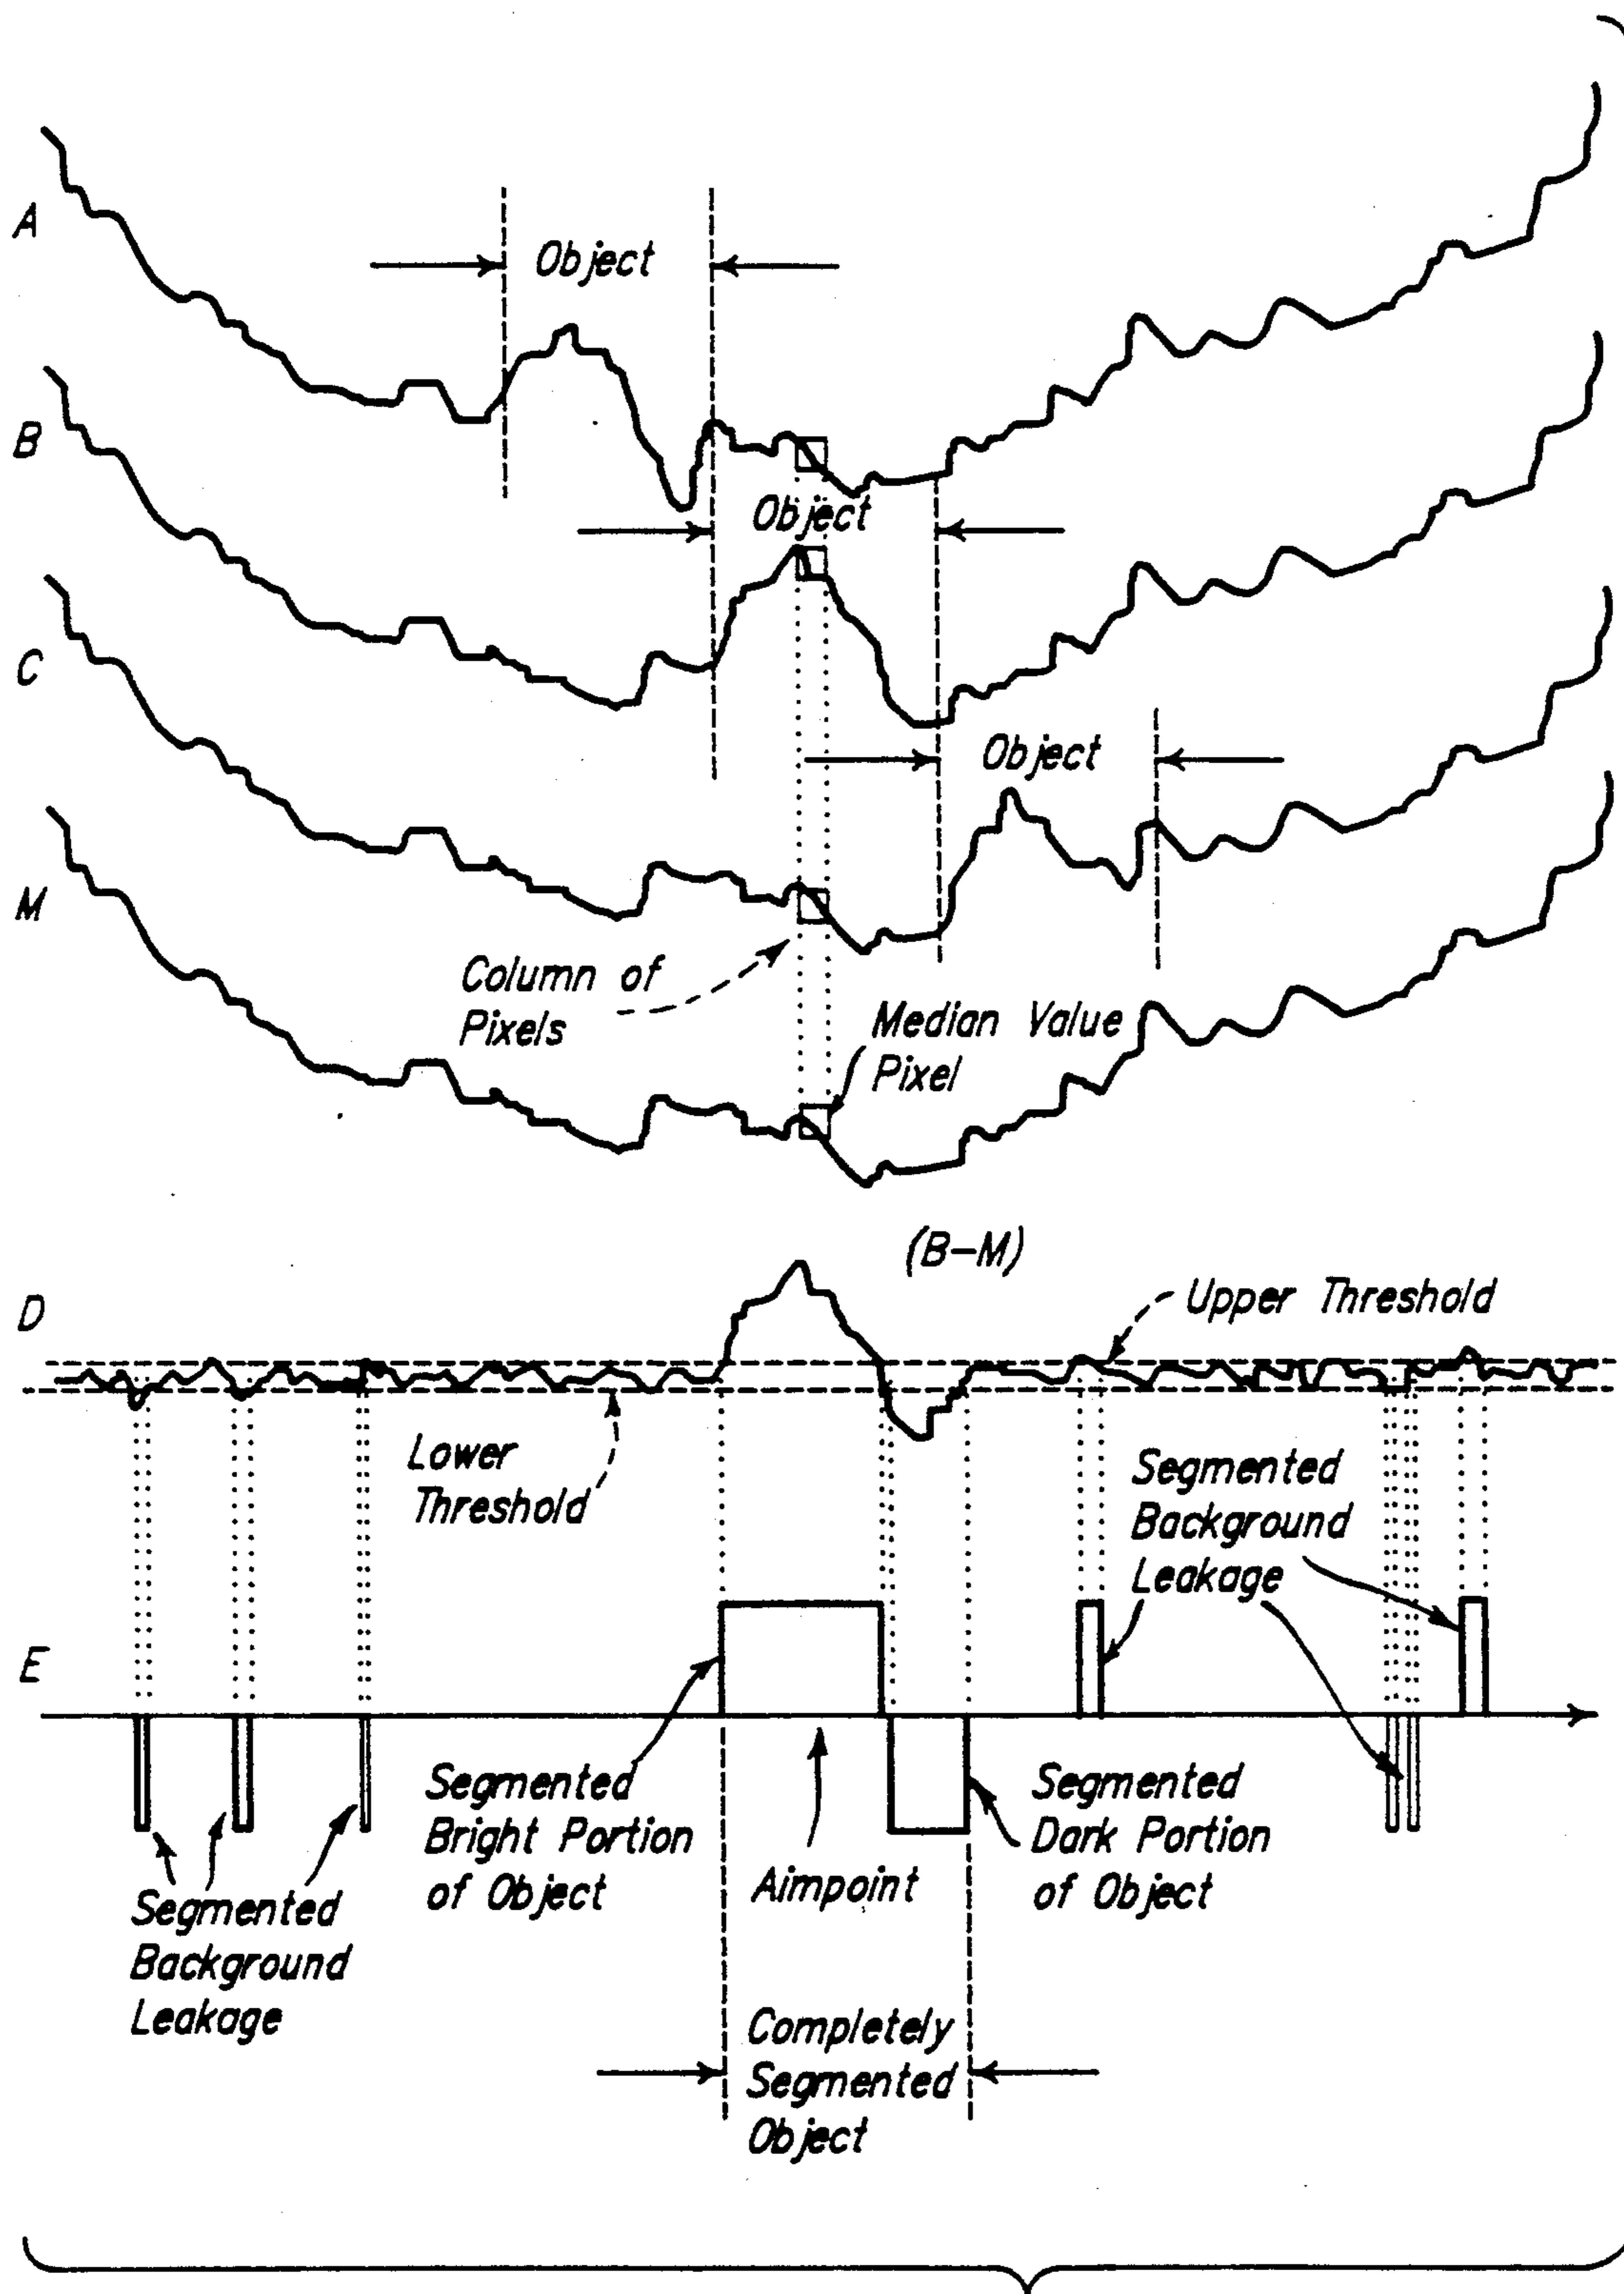 A
Object
B
Object
C
Object
M
Column of
Pixels
Median Value
Pixel
(B-M)
D
Upper Threshold
Lower
Threshold
Segmented
Background
Leakage
E
Segmented
Bright Portion
of Object
Aimpoint
Segmented
Dark Portion
of Object
Segmented
Background
Leakage
Completely
Segmented
Object